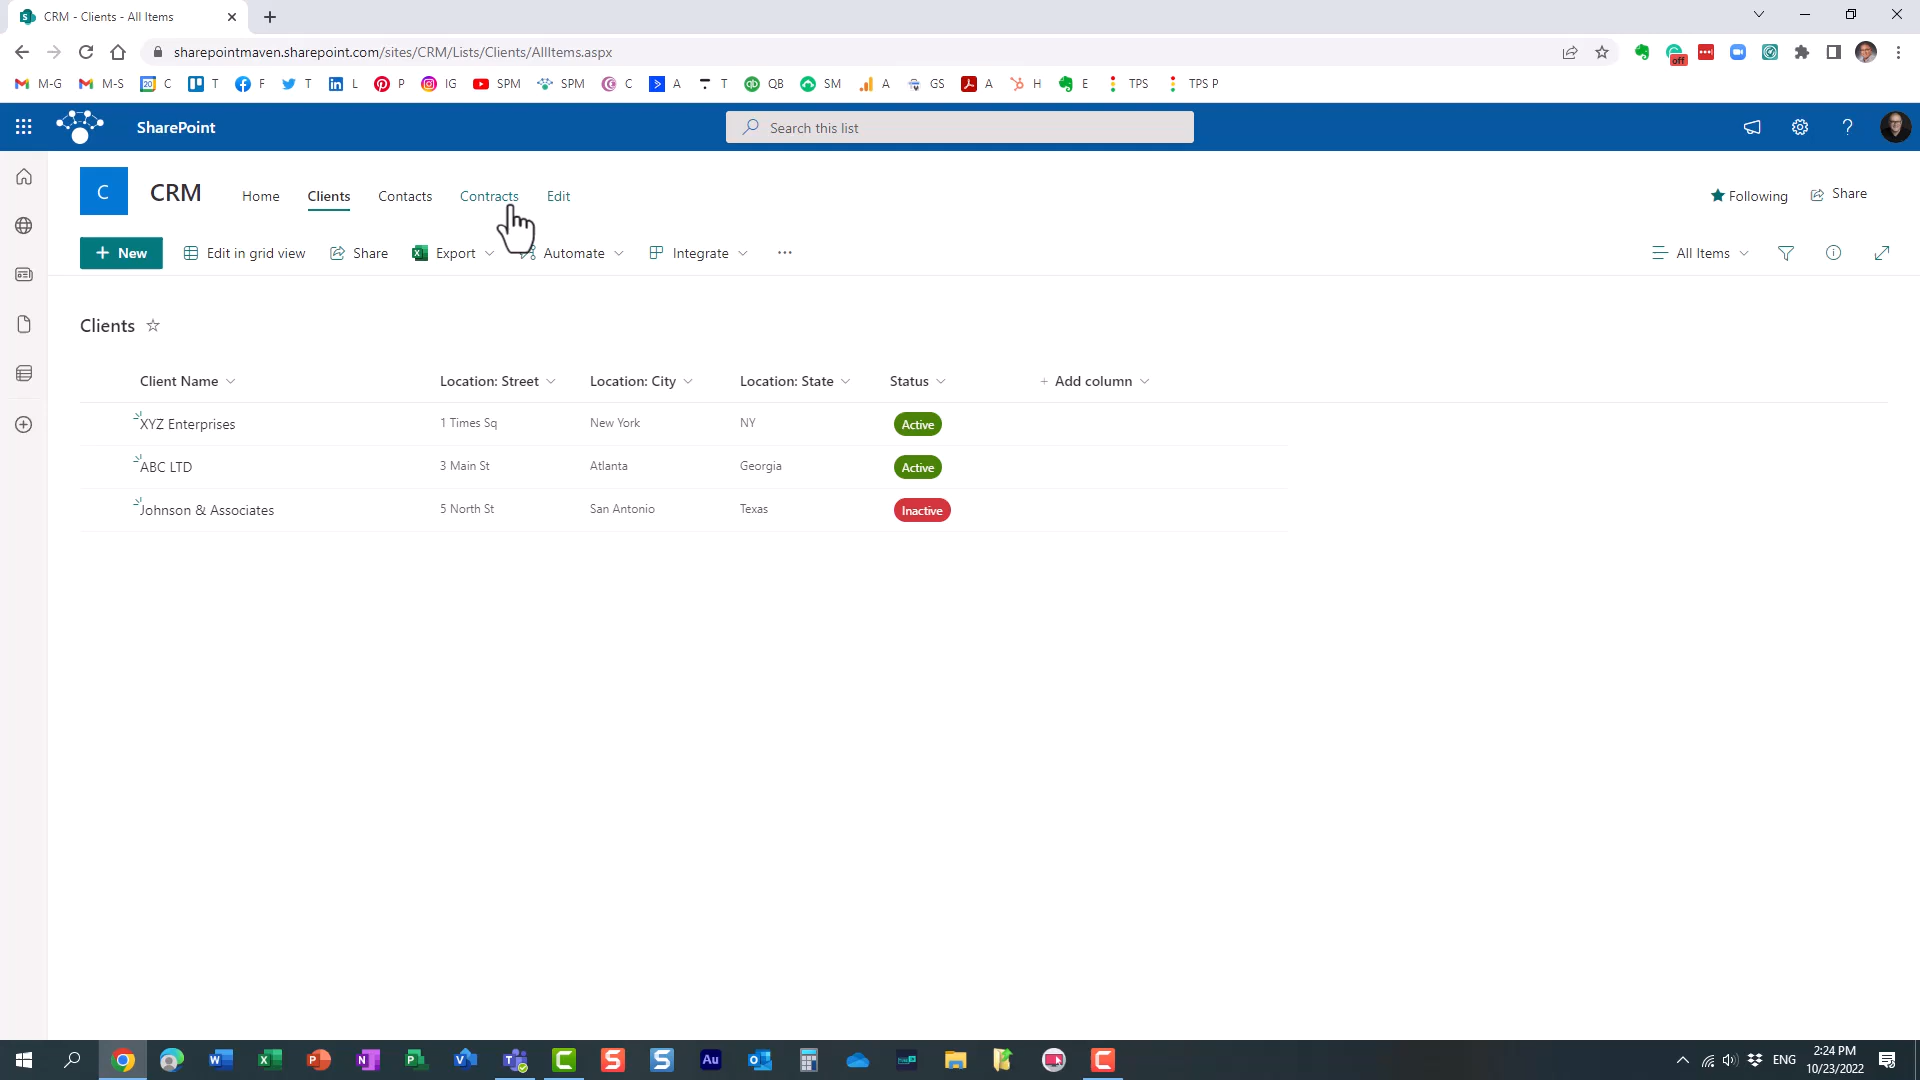 CRM - Clients - All Items
sharepointmaven.sharepoint.com/sites/CRM/Lists/Clients/AllItems.aspx
off
M-G M-S C T F T L P IG SPM SPM C A T QB SM A GS A H E TPS TPS P
SharePoint
Search this list
C
CRM
Home Clients Contacts Contracts Edit
Following Share
New Edit in grid view Share Export Automate Integrate
All Items
Clients
Client Name Location: Street Location: City Location: State Status + Add column
XYZ Enterprises 1 Times Sq New York NY Active
ABC LTD 3 Main St Atlanta Georgia Active
Johnson & Associates 5 North St San Antonio Texas Inactive
ENG
2:24 PM
10/23/2022